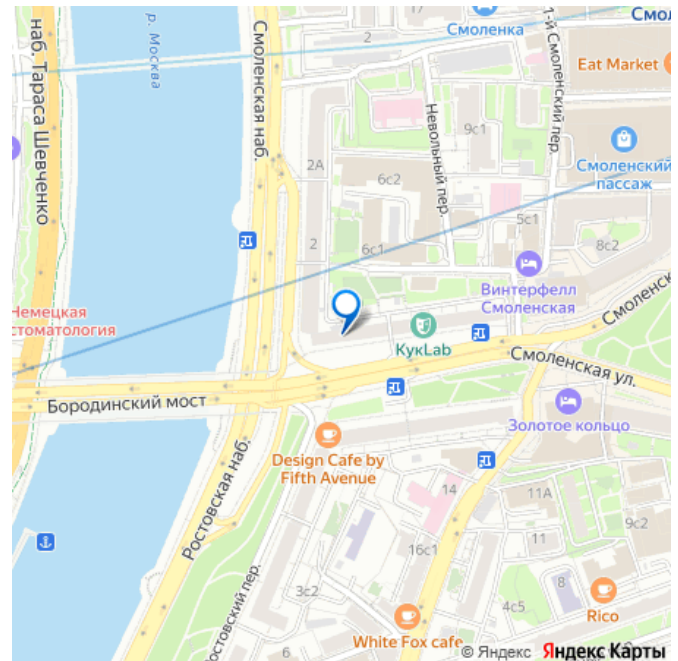 наб. Тараса Шевченко
р. Москва
Смоленская наб.
2
Смоленка
1-й Смоленский пер.
Смол
Eat Market
Невольный пер.
9с1
Смоленский
пассаж
2А
6с2
5с1
8с2
2
6с1
Винтерфелл
Смоленская
Немецкая
стоматология
КукLab
Смоленск
Смоленская ул.
Бородинский мост
Золотое кольцо
Design Cafe by
Fifth Avenue
Ростовская наб.
14
11А
9с2
16с1
11
8
3с2
4с5
Rico
остовский пер.
6
White Fox cafe
© Яндекс Яндекс Карты